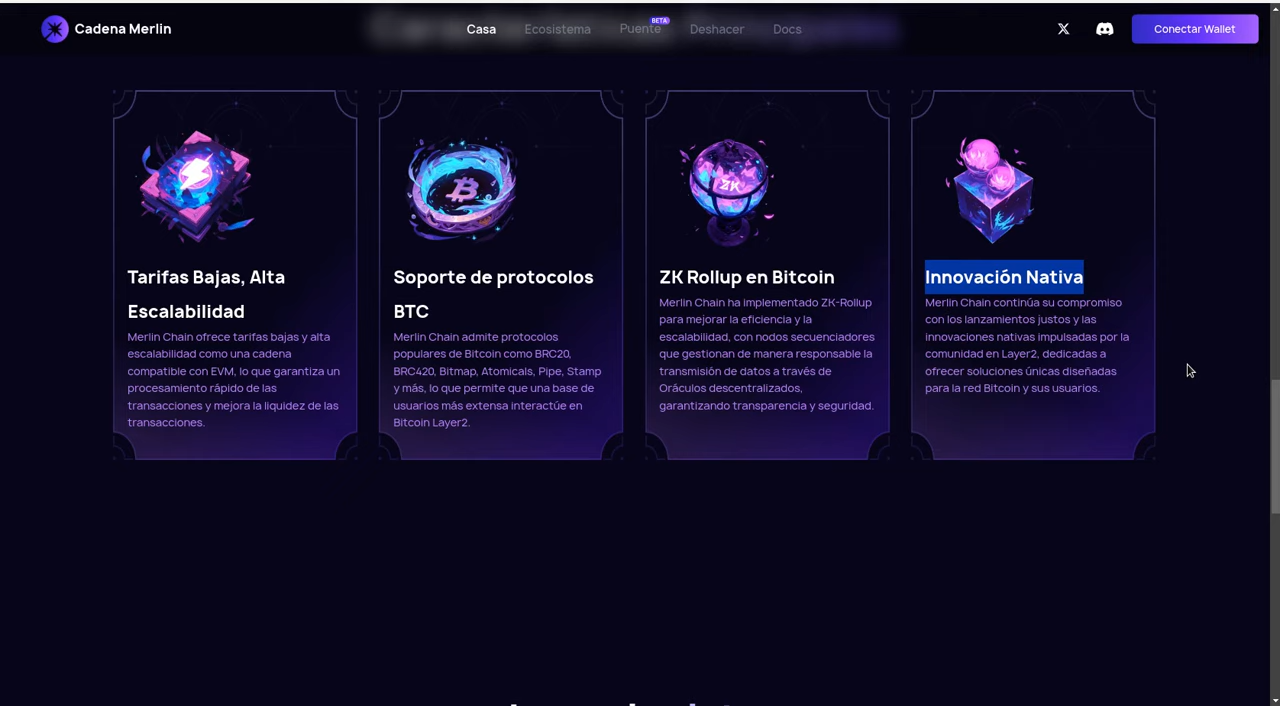 Cadena Merlin
Casa
Ecosistema
Puente
BETA
Deshacer
Docs
Conectar Wallet
ZK
Tarifas Bajas, Alta
Escalabilidad
Merlin Chain ofrece tarifas bajas y alta
escalabilidad como una cadena
compatible con EVM, lo que garantiza un
procesamiento rápido de las
transacciones y mejora la liquidez de las
transacciones.
Soporte de protocolos
BTC
Merlin Chain admite protocolos
populares de Bitcoin como BRC20,
BRC420, Bitmap, Atomicals, Pipe, Stamp
y más, lo que permite que una base de
usuarios más extensa interactúe en
Bitcoin Layer2.
ZK Rollup en Bitcoin
Merlin Chain ha implementado ZK-Rollup
para mejorar la eficiencia y la
escalabilidad, con nodos secuenciadores
que gestionan de manera responsable la
transmisión de datos a través de
Oráculos descentralizados,
garantizando transparencia y seguridad.
Innovación Nativa
Merlin Chain continúa su compromiso
con los lanzamientos justos y las
innovaciones nativas impulsadas por la
comunidad en Layer2, dedicadas a
ofrecer soluciones únicas diseñadas
para la red Bitcoin y sus usuarios.